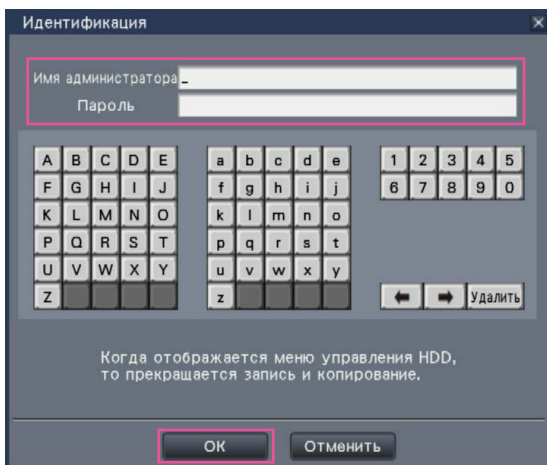 Идентификация
Имя администратора
Пароль
A B C D E a b c d e 1 2 3 4 5
F G H I J f g h i j 6 7 8 9 0
K L M N O k l m n o
P Q R S T p q r s t
U V W X Y u v w x y
Z z Удалить
Когда отображается меню управления HDD,
то прекращается запись и копирование.
ОК Отменить